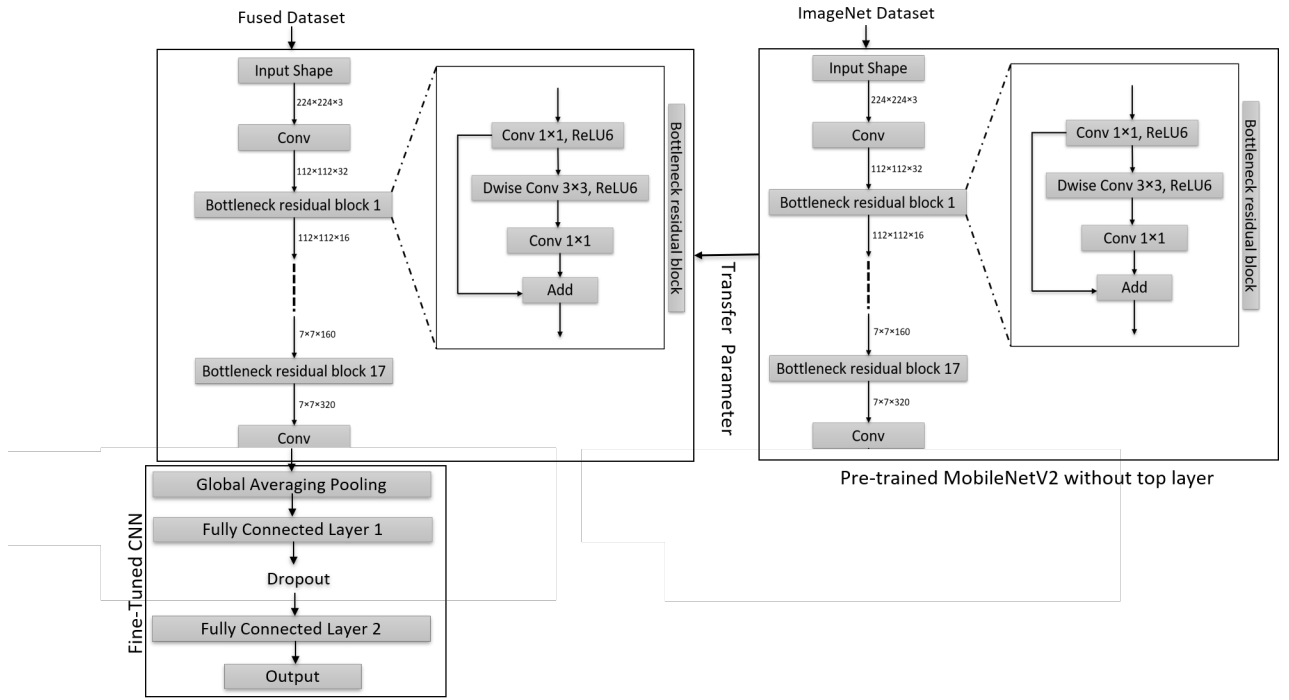 Fused Dataset
Input Shape
224×224×3
Conv
112×112×32
Bottleneck residual block 1
112×112×16
7×7×160
Bottleneck residual block 17
7×7×320
Conv
Conv 1×1, ReLU6
Dwise Conv 3×3, ReLU6
Conv 1×1
Add
Bottleneck residual block
Transfer Parameter
ImageNet Dataset
Input Shape
224×224×3
Conv
112×112×32
Bottleneck residual block 1
112×112×16
7×7×160
Bottleneck residual block 17
7×7×320
Conv
Conv 1×1, ReLU6
Dwise Conv 3×3, ReLU6
Conv 1×1
Add
Bottleneck residual block
Pre-trained MobileNetV2 without top layer
Fine-Tuned CNN
Global Averaging Pooling
Fully Connected Layer 1
Dropout
Fully Connected Layer 2
Output